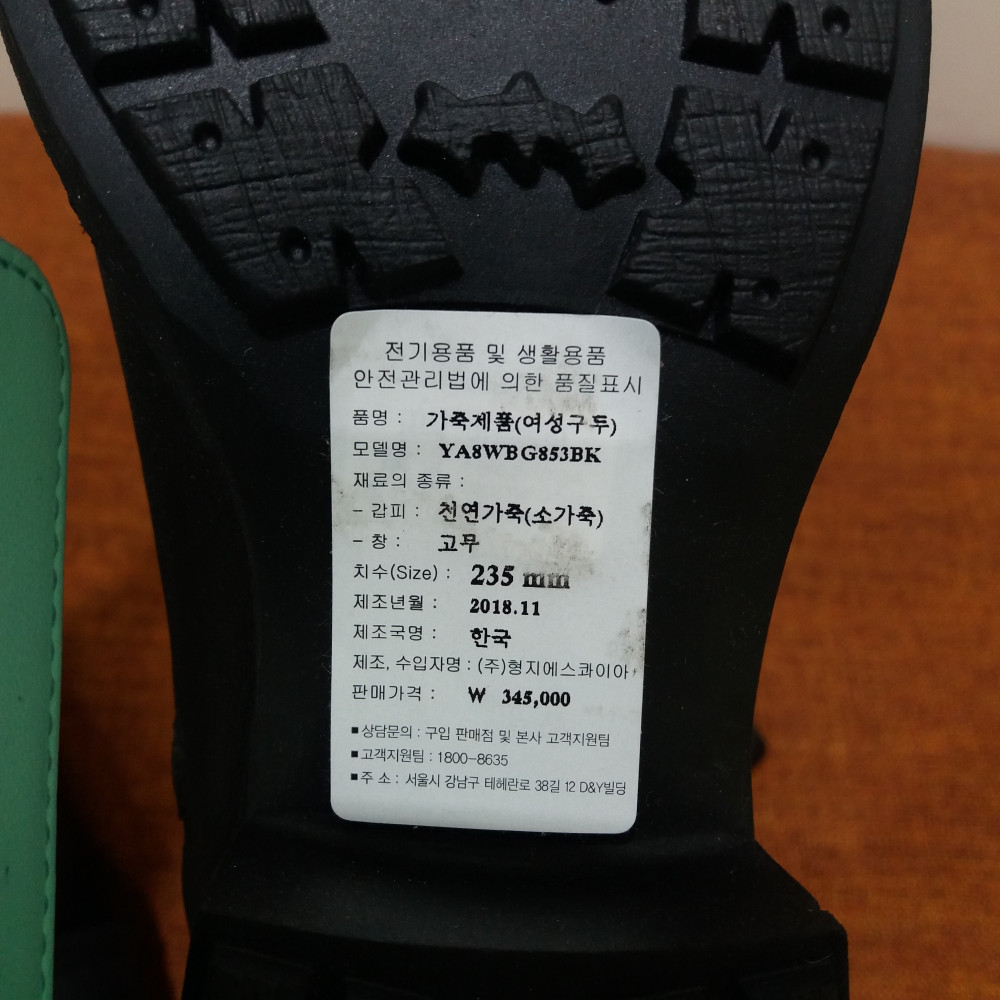 전기용품 및 생활용품
안전관리법에 의한 품질표시
품명 : 가죽제품(여성구두)
모델명 : YA8WBG853BK
재료의 종류 :
- 갑피 : 천연가죽(소가죽)
- 창 : 고무
치수(Size) : 235 mm
제조년월 : 2018.11
제조국명 : 한국
제조, 수입자명 : (주)형지에스콰이아
판매가격 : ₩ 345,000
■ 상담문의 : 구입 판매점 및 본사 고객지원팀
■ 고객지원팀 : 1800-8635
■ 주 소 : 서울시 강남구 테헤란로 38길 12 D&Y빌딩